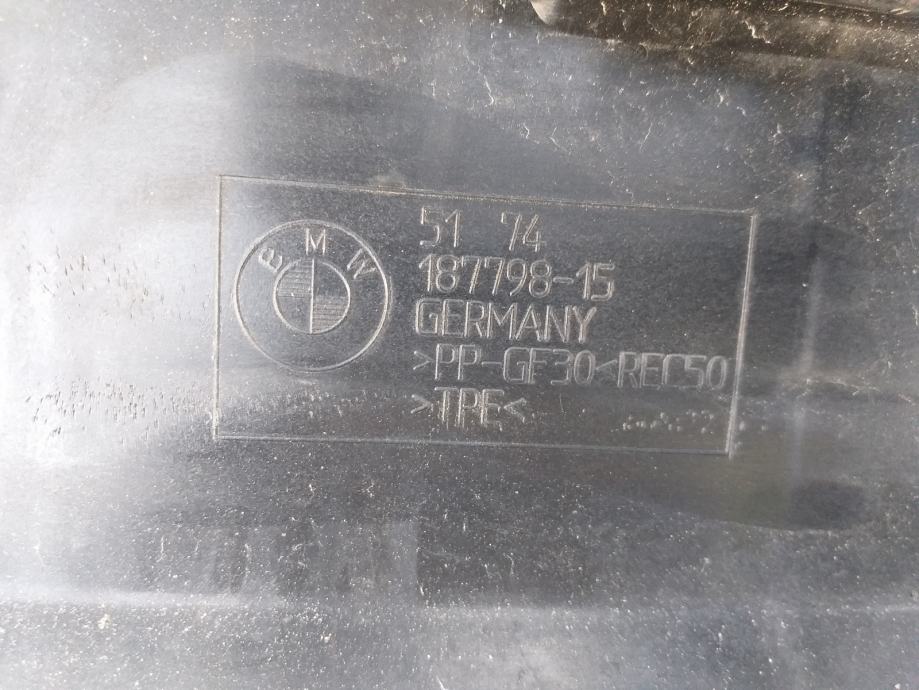 BMW
51 74
187798-15
GERMANY
>PP-GF30<REC50
>TPE<